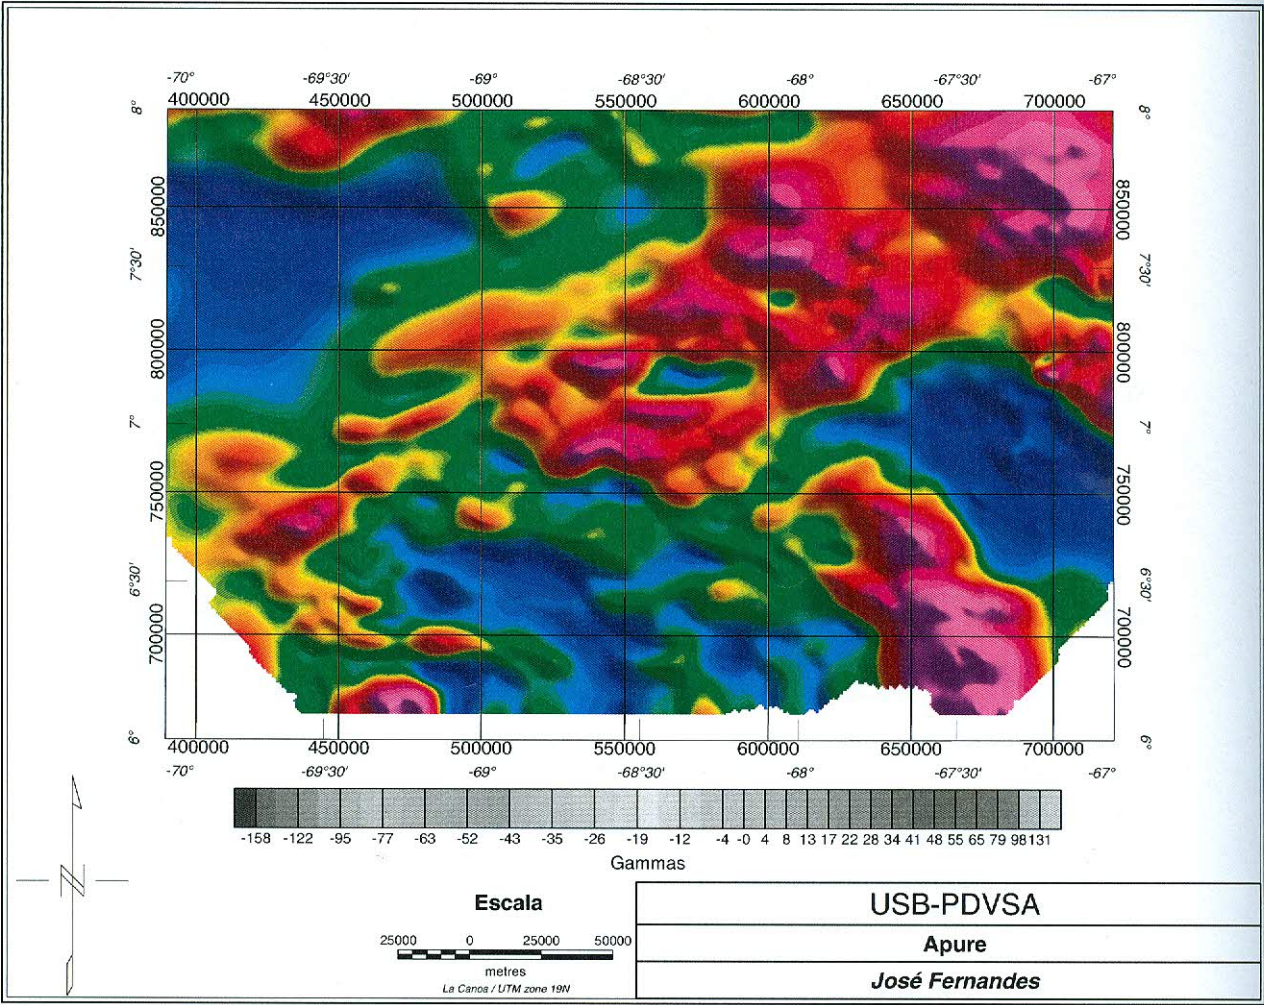 -70° -69°30' -69° -68°30' -68° -67°30' -67°
400000 450000 500000 550000 600000 650000 700000
8° 8°
850000 850000
7°30' 7°30'
800000 800000
7° 7°
750000 750000
6°30' 6°30'
700000 700000
6° 6°
400000 450000 500000 550000 600000 650000 700000
-70° -69°30' -69° -68°30' -68° -67°30' -67°
-158 -122 -95 -77 -63 -52 -43 -35 -26 -19 -12 -4 -0 4 8 13 17 22 28 34 41 48 55 65 79 98 131
Gammas
N
Escala
25000 0 25000 50000
metres
La Canoa / UTM zone 19N
USB-PDVSA
Apure
José Fernandes